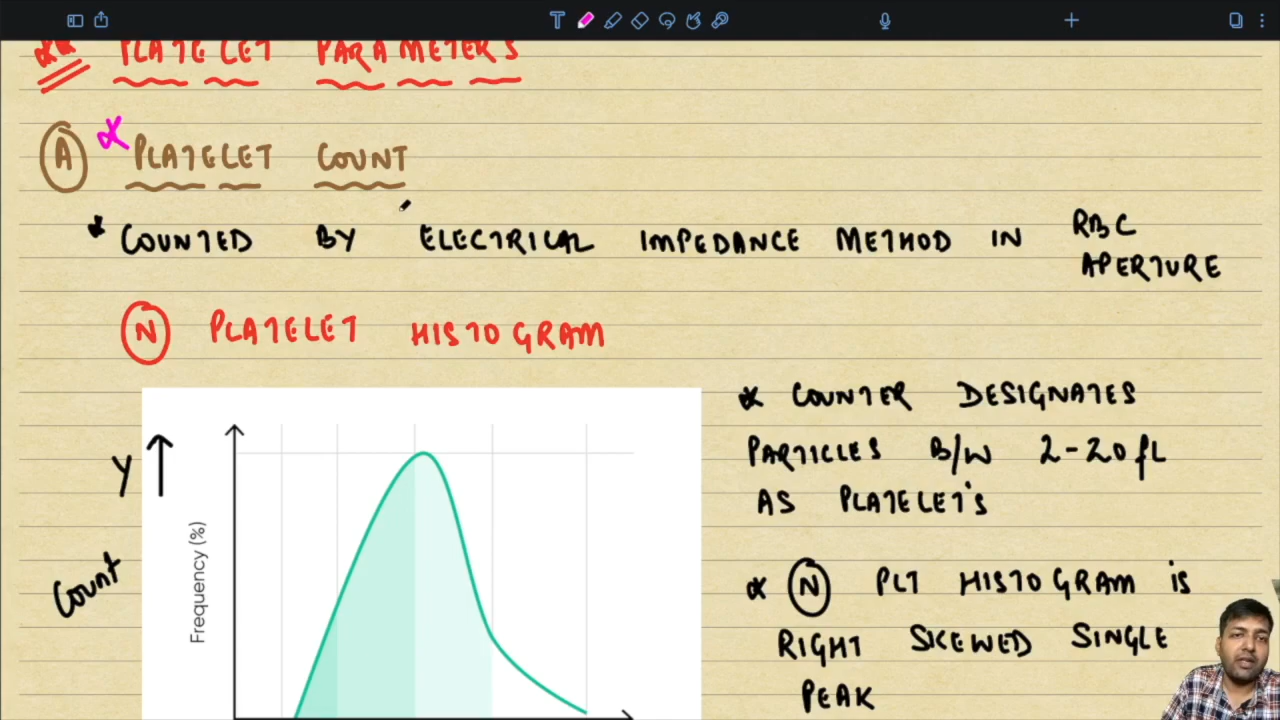 ** PLATELET PARAMETERS
A * PLATELET COUNT
* COUNTED BY ELECTRICAL IMPEDANCE METHOD IN RBC
APERTURE
N PLATELET HISTOGRAM
* COUNTER DESIGNATES
PARTICLES B/W 2-20 fL
AS PLATELET'S
* N PLT HISTOGRAM is
RIGHT SKEWED SINGLE
PEAK
Y ↑
Count
Frequency (%)